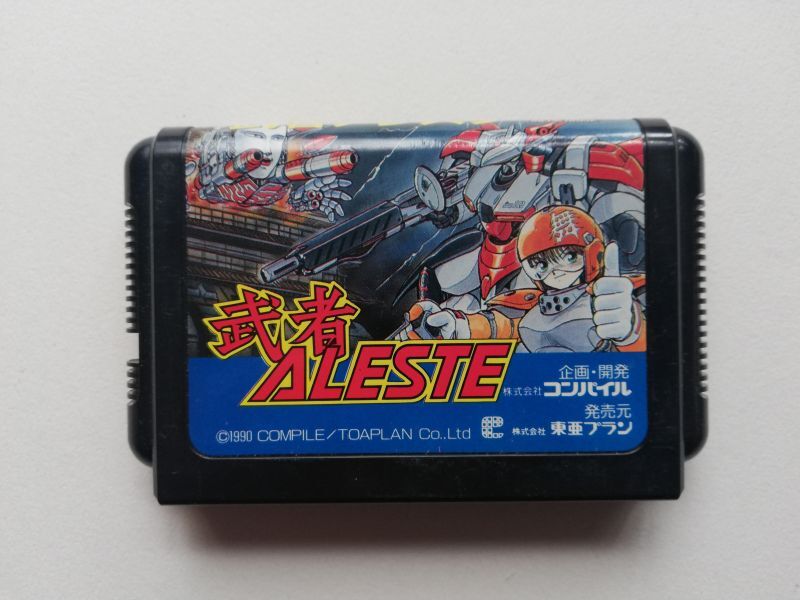 舞
武者
ALESTE
企画・開発
株式会社 コンパイル
発売元
株式会社 東亜プラン
©1990 COMPILE/TOAPLAN Co.,Ltd